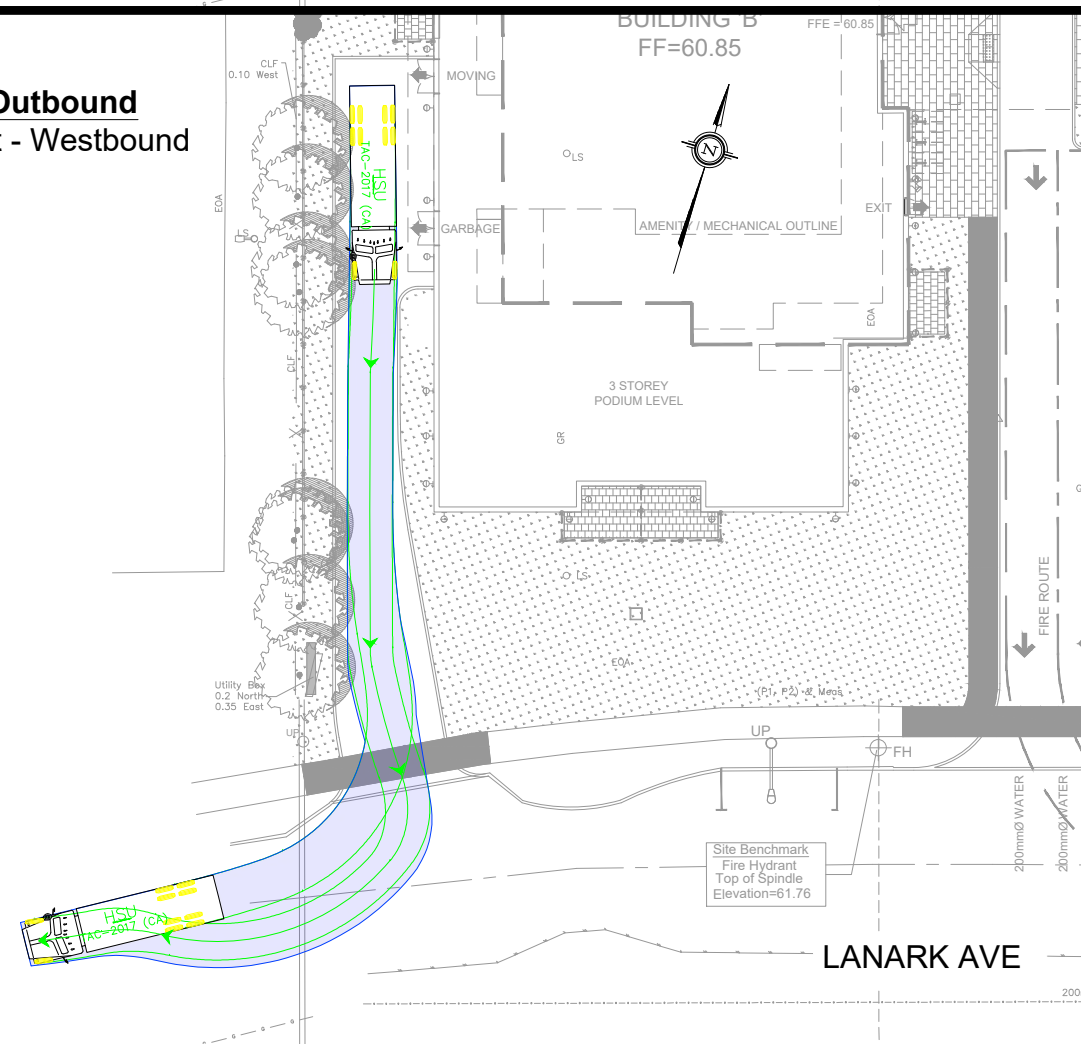 Outbound
t - Westbound
CLF
0.10 West
BUILDING 'B'
FF=60.85
FFE = 60.85
MOVING
HSU
TAC-2017 (CA)
LS
N
EOA
LS
GARBAGE
AMENITY / MECHANICAL OUTLINE
EXIT
EOA
CLF
3 STOREY
PODIUM LEVEL
GR
LS
CLF
FIRE ROUTE
EOA
Utility Box
0.2 North
0.35 East
(P1, P2) & Meas
UP
UP
FH
200mmØ WATER
200mmØ WATER
Site Benchmark
Fire Hydrant
Top of Spindle
Elevation=61.76
HSU
TAC-2017 (CA)
LANARK AVE
200